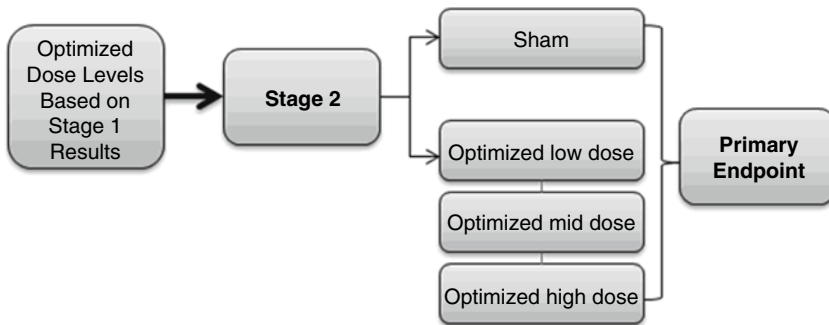 Optimized
Dose Levels
Based on
Stage 1
Results
Stage 2
Sham
Optimized low dose
Optimized mid dose
Optimized high dose
Primary
Endpoint